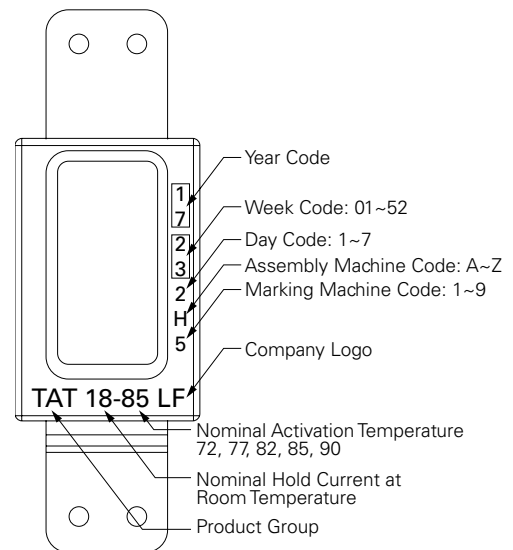 Year Code
1
7
Week Code: 01~52
2
3
Day Code: 1~7
2
Assembly Machine Code: A~Z
H
Marking Machine Code: 1~9
5
Company Logo
TAT 18-85 LF
Nominal Activation Temperature
72, 77, 82, 85, 90
Nominal Hold Current at
Room Temperature
Product Group